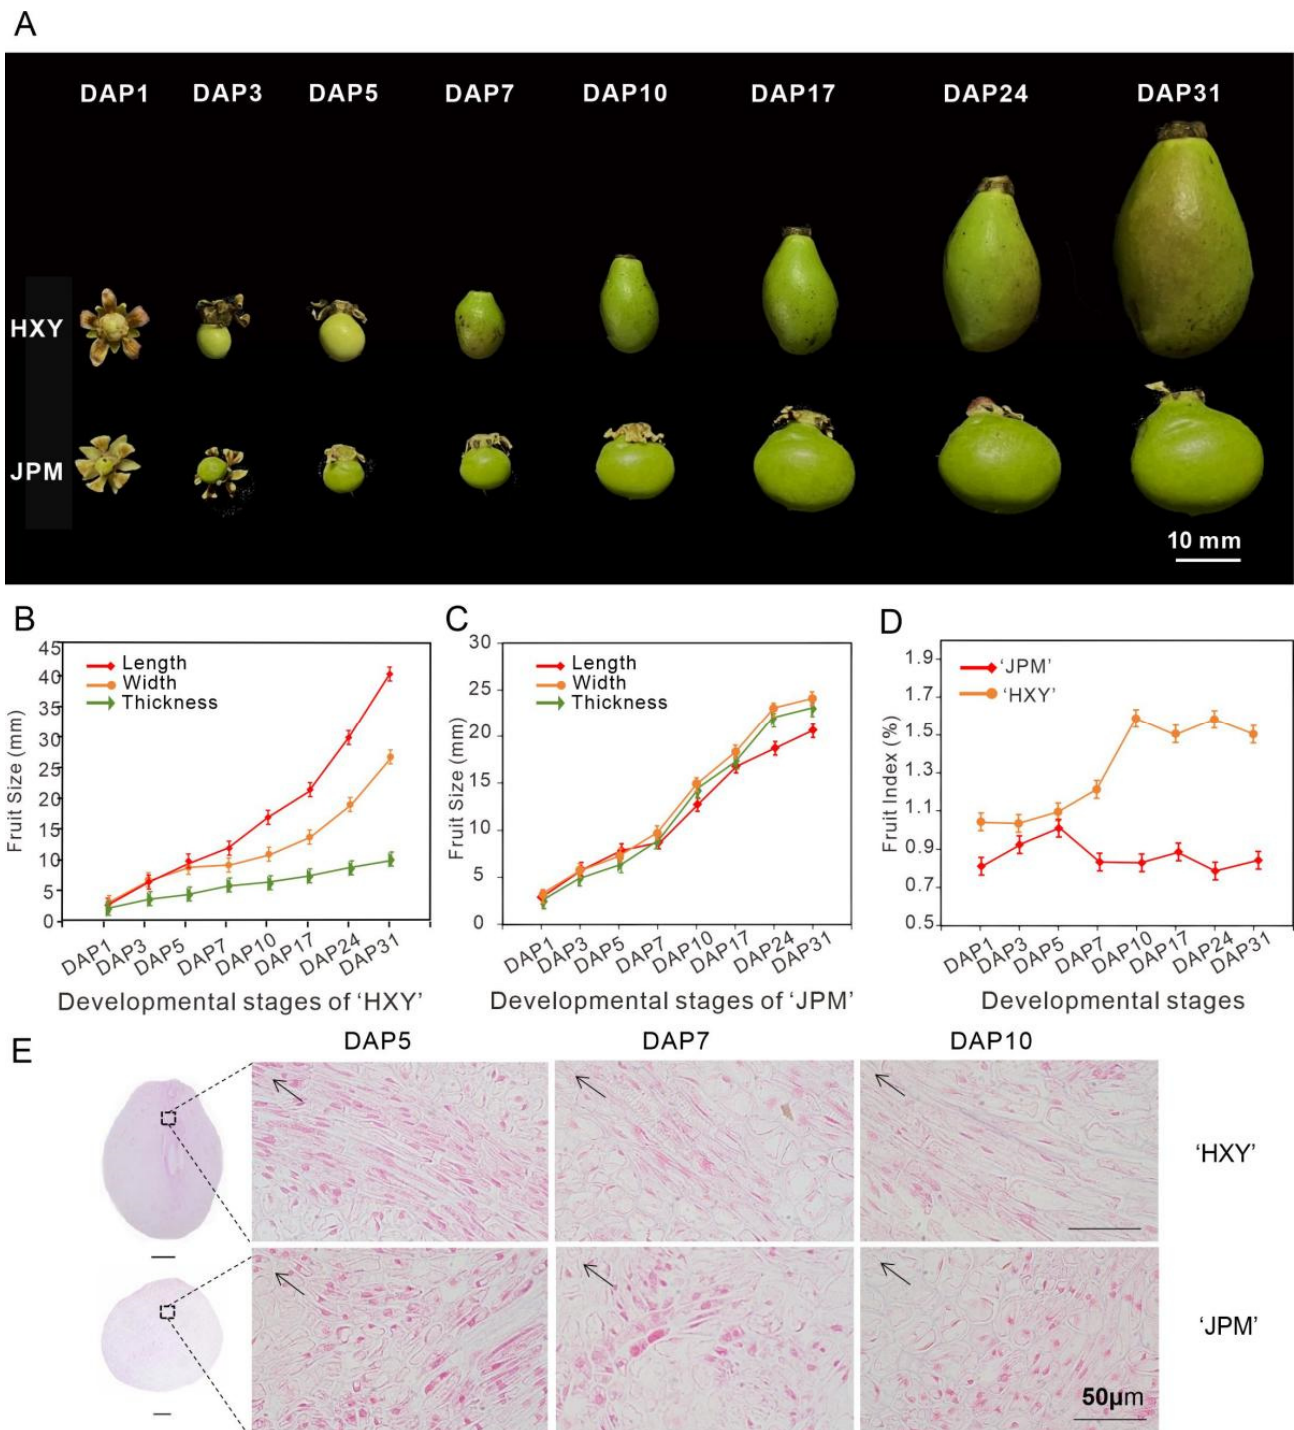 A
DAP1 DAP3 DAP5 DAP7 DAP10 DAP17 DAP24 DAP31
HXY
JPM
10 mm
B
Fruit Size (mm)
45
40
35
30
25
20
15
10
5
0
Length
Width
Thickness
DAP1 DAP3 DAP5 DAP7 DAP10 DAP17 DAP24 DAP31
Developmental stages of ‘HXY’
C
Fruit Size (mm)
30
25
20
15
10
5
0
Length
Width
Thickness
DAP1 DAP3 DAP5 DAP7 DAP10 DAP17 DAP24 DAP31
Developmental stages of ‘JPM’
D
Fruit Index (%)
1.9
1.7
1.5
1.3
1.1
0.9
0.7
0.5
‘JPM’
‘HXY’
DAP1 DAP3 DAP5 DAP7 DAP10 DAP17 DAP24 DAP31
Developmental stages
E
DAP5 DAP7 DAP10
‘HXY’
‘JPM’
50μm